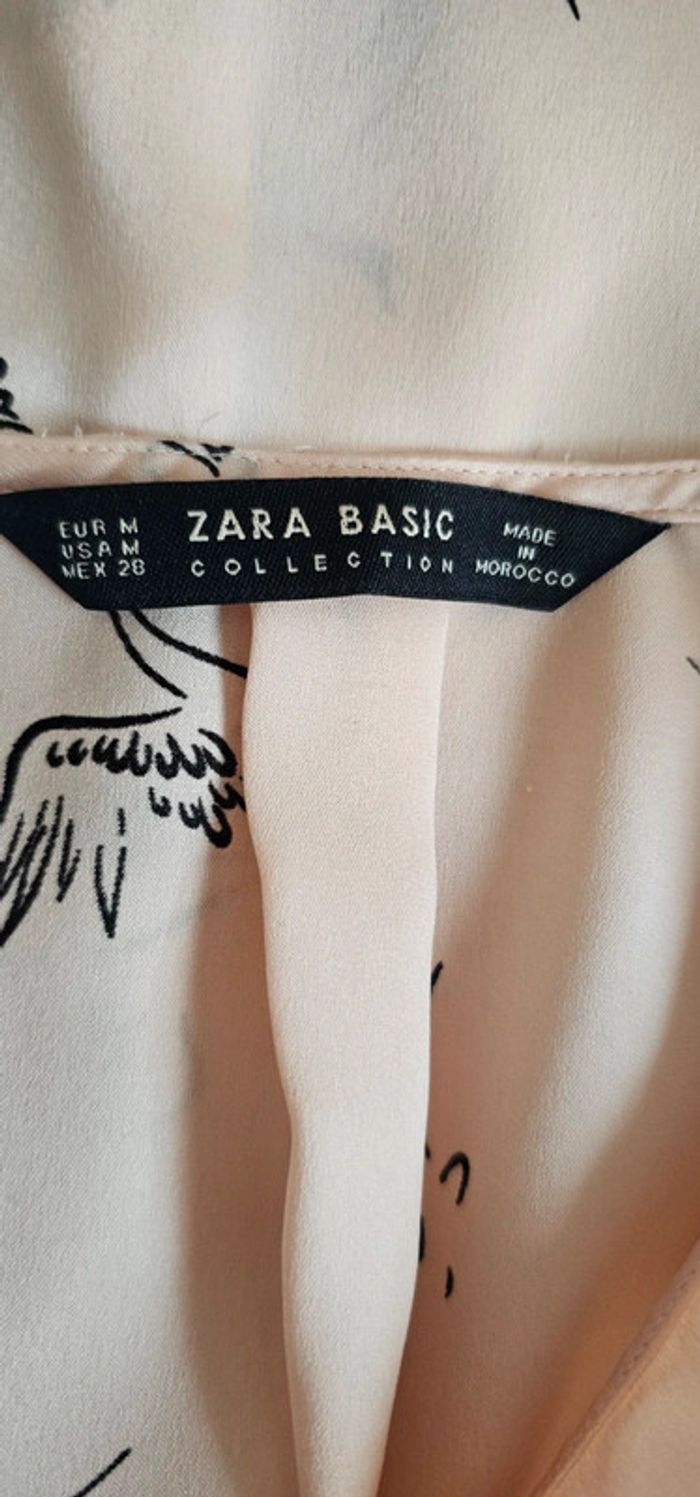 EUR M
USA M
MEX 28
ZARA BASIC
COLLECTION
MADE
IN
MOROCCO